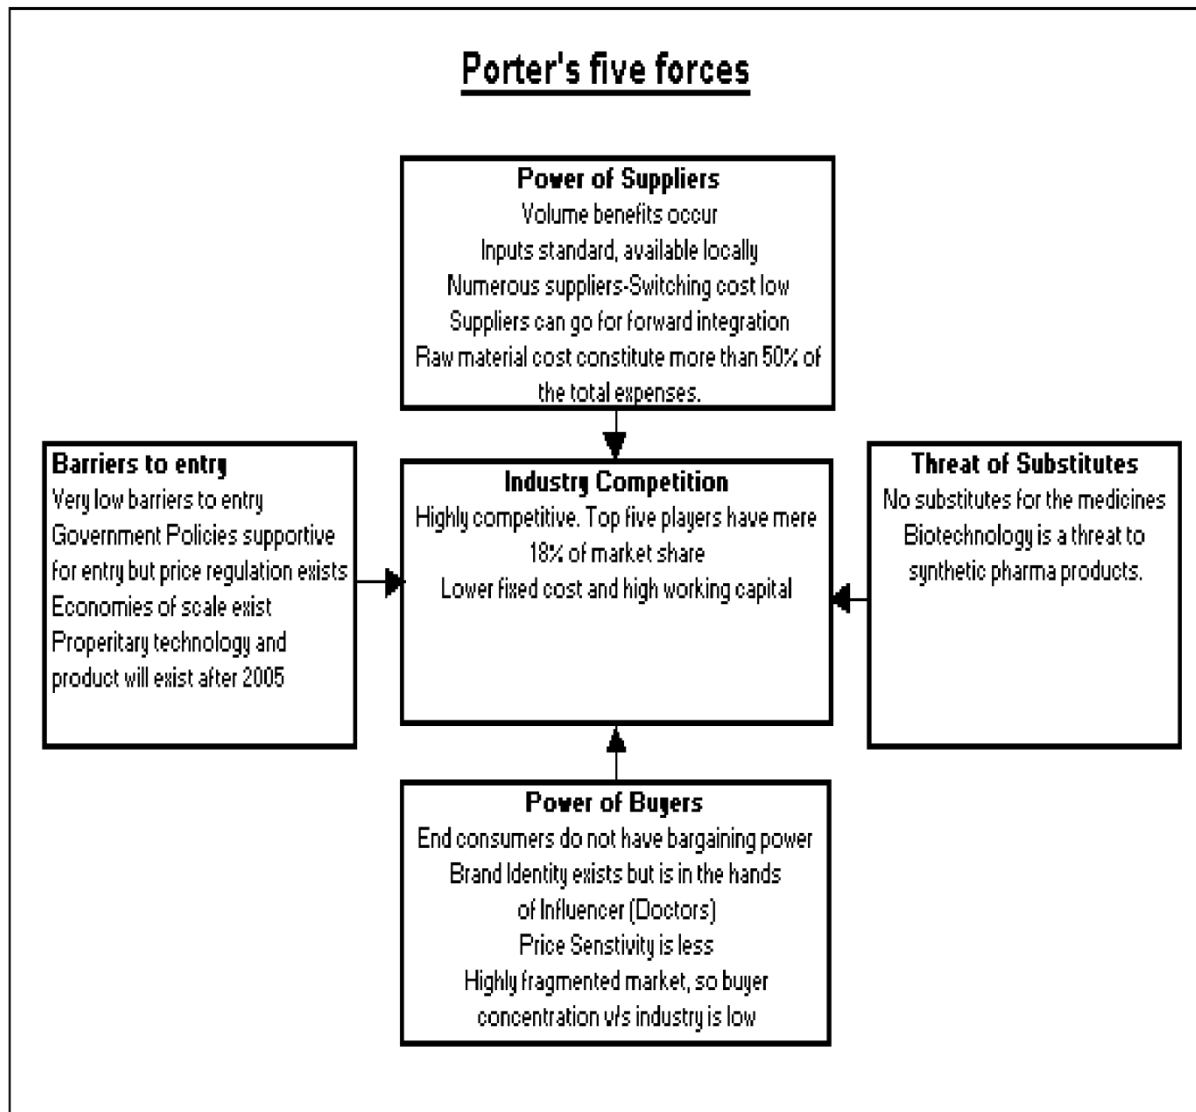 Porter's five forces
Power of Suppliers
Volume benefits occur
Inputs standard, available locally
Numerous suppliers-Switching cost low
Suppliers can go for forward integration
Raw material cost constitute more than 50% of
the total expenses.
Barriers to entry
Very low barriers to entry
Government Policies supportive
for entry but price regulation exists
Economies of scale exist
Properitary technology and
product will exist after 2005
Industry Competition
Highly competitive. Top five players have mere
18% of market share
Lower fixed cost and high working capital
Threat of Substitutes
No substitutes for the medicines
Biotechnology is a threat to
synthetic pharma products.
Power of Buyers
End consumers do not have bargaining power
Brand Identity exists but is in the hands
of Influencer (Doctors)
Price Senstivity is less
Highly fragmented market, so buyer
concentration v/s industry is low